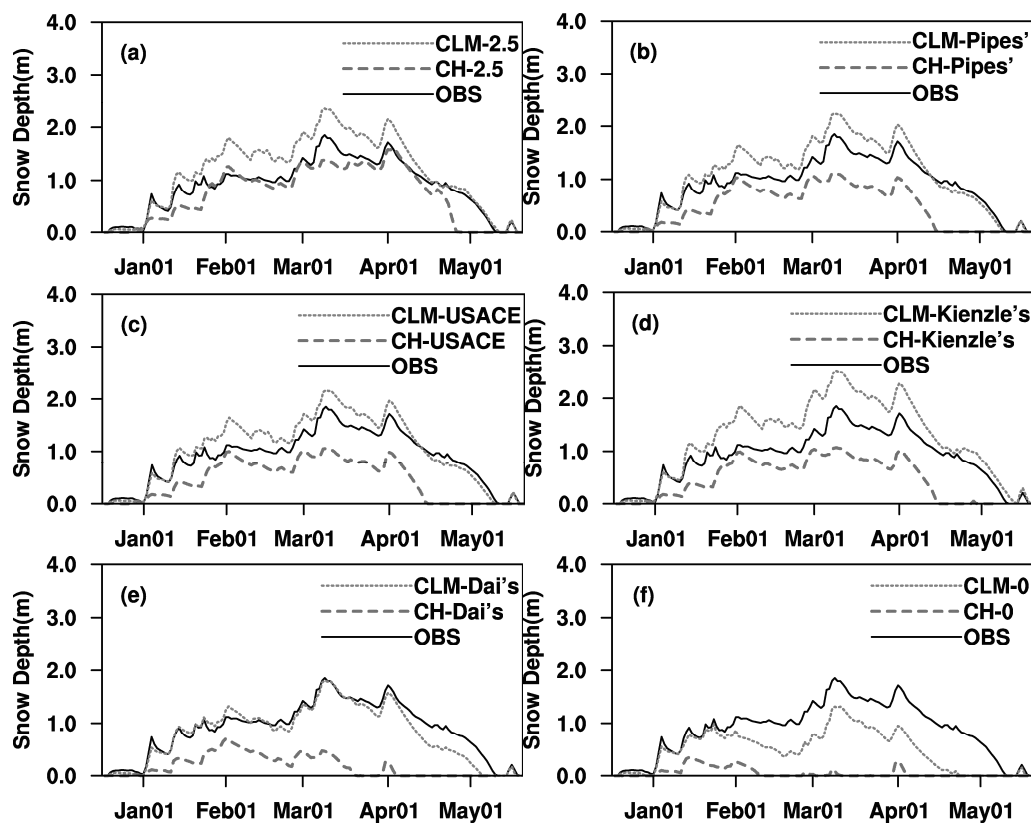 (a)
CLM-2.5
CH-2.5
OBS
Snow Depth(m)
4.0
3.0
2.0
1.0
0.0
Jan01 Feb01 Mar01 Apr01 May01
(b)
CLM-Pipes'
CH-Pipes'
OBS
Snow Depth(m)
4.0
3.0
2.0
1.0
0.0
Jan01 Feb01 Mar01 Apr01 May01
(c)
CLM-USACE
CH-USACE
OBS
Snow Depth(m)
4.0
3.0
2.0
1.0
0.0
Jan01 Feb01 Mar01 Apr01 May01
(d)
CLM-Kienzle's
CH-Kienzle's
OBS
Snow Depth(m)
4.0
3.0
2.0
1.0
0.0
Jan01 Feb01 Mar01 Apr01 May01
(e)
CLM-Dai's
CH-Dai's
OBS
Snow Depth(m)
4.0
3.0
2.0
1.0
0.0
Jan01 Feb01 Mar01 Apr01 May01
(f)
CLM-0
CH-0
OBS
Snow Depth(m)
4.0
3.0
2.0
1.0
0.0
Jan01 Feb01 Mar01 Apr01 May01